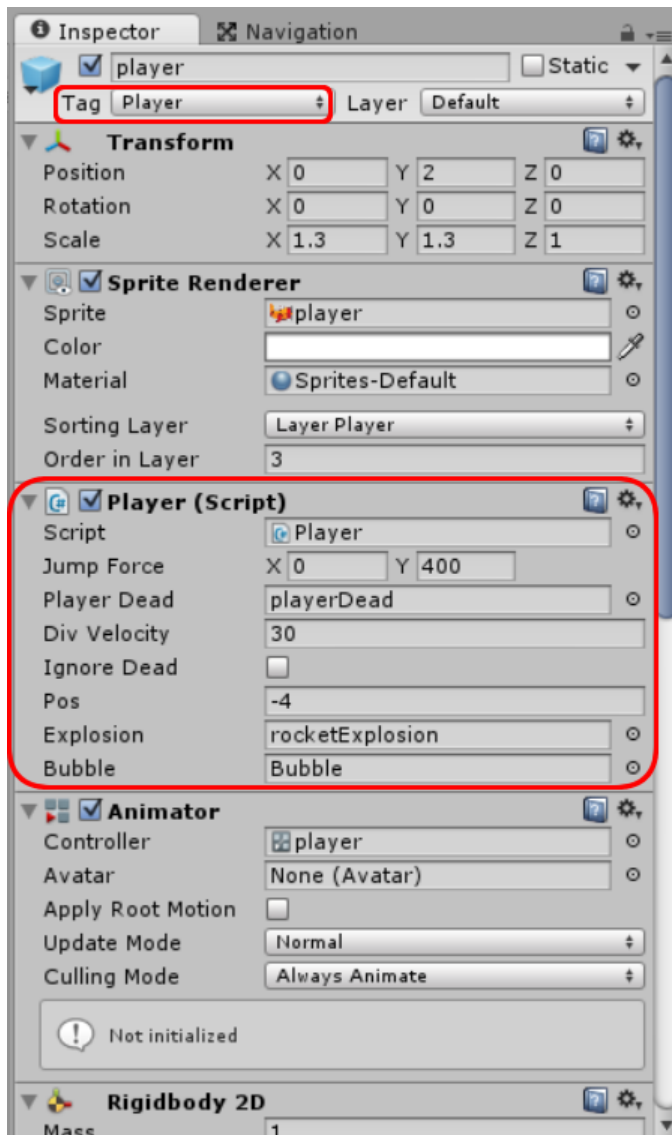 Inspector Navigation
player Static
Tag Player Layer Default
Transform
Position X 0 Y 2 Z 0
Rotation X 0 Y 0 Z 0
Scale X 1.3 Y 1.3 Z 1
Sprite Renderer
Sprite player
Color
Material Sprites-Default
Sorting Layer Layer Player
Order in Layer 3
Player (Script)
Script Player
Jump Force X 0 Y 400
Player Dead playerDead
Div Velocity 30
Ignore Dead
Pos -4
Explosion rocketExplosion
Bubble Bubble
Animator
Controller player
Avatar None (Avatar)
Apply Root Motion
Update Mode Normal
Culling Mode Always Animate
Not initialized
Rigidbody 2D
Mass 1